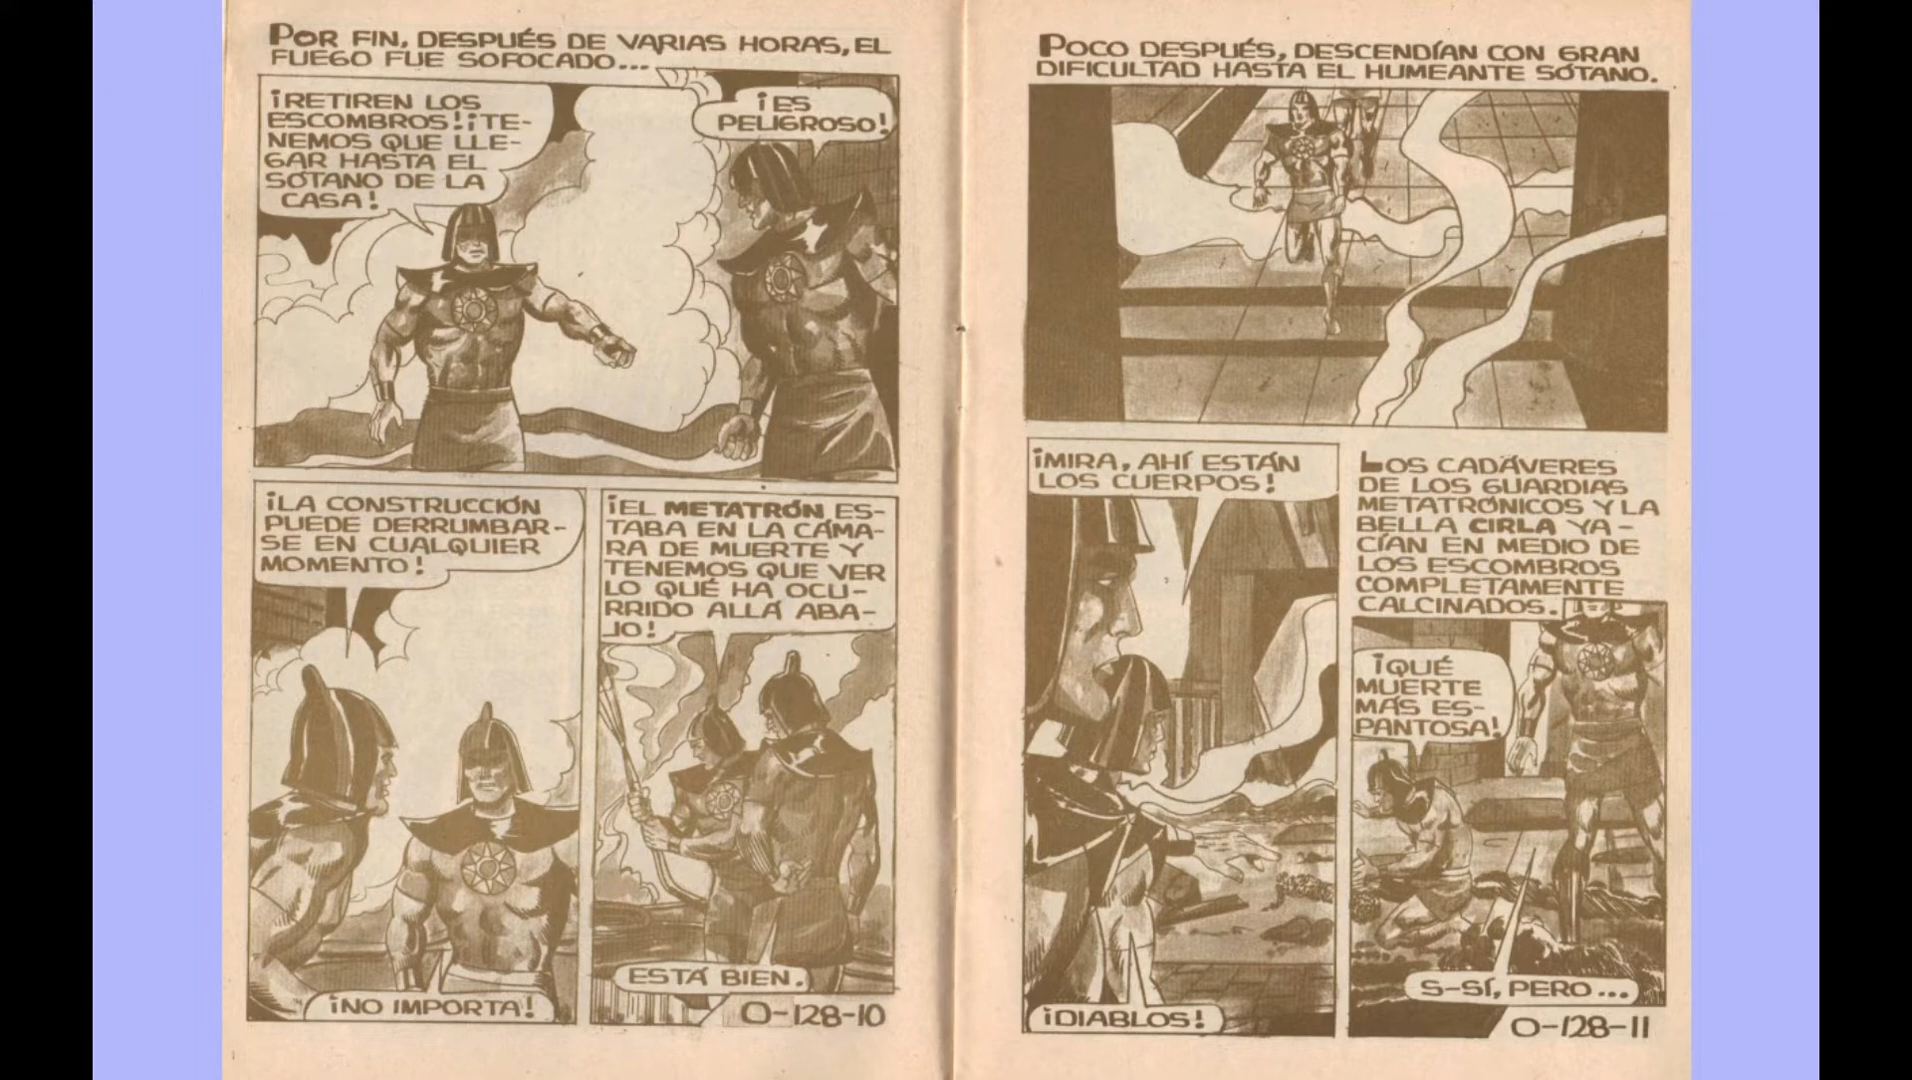 POR FIN, DESPUÉS DE VARIAS HORAS, EL
FUEGO FUE SOFOCADO...
¡RETIREN LOS
ESCOMBROS! ¡TE-
NEMOS QUE LLE-
GAR HASTA EL
SÓTANO DE LA
CASA!
¡ES
PELIGROSO!
¡LA CONSTRUCCIÓN
PUEDE DERRUMBAR-
SE EN CUALQUIER
MOMENTO!
¡NO IMPORTA!
¡EL METATRÓN ES-
TABA EN LA CÁMA-
RA DE MUERTE Y
TENEMOS QUE VER
LO QUÉ HA OCU-
RRIDO ALLÁ ABA-
JO!
ESTÁ BIEN.
O-128-10
POCO DESPUÉS, DESCENDÍAN CON GRAN
DIFICULTAD HASTA EL HUMEANTE SÓTANO.
¡MIRA, AHÍ ESTÁN
LOS CUERPOS!
¡DIABLOS!
LOS CADÁVERES
DE LOS GUARDIAS
METATRÓNICOS Y LA
BELLA CIRLA YA-
CÍAN EN MEDIO DE
LOS ESCOMBROS
COMPLETAMENTE
CALCINADOS.
¡QUÉ
MUERTE
MÁS ES-
PANTOSA!
S-SÍ, PERO...
O-128-11